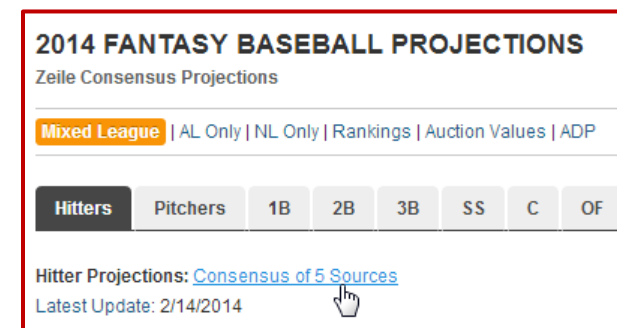 2014 FANTASY BASEBALL PROJECTIONS
Zeile Consensus Projections
Mixed League | AL Only | NL Only | Rankings | Auction Values | ADP
Hitters Pitchers 1B 2B 3B SS C OF
Hitter Projections: Consensus of 5 Sources
Latest Update: 2/14/2014